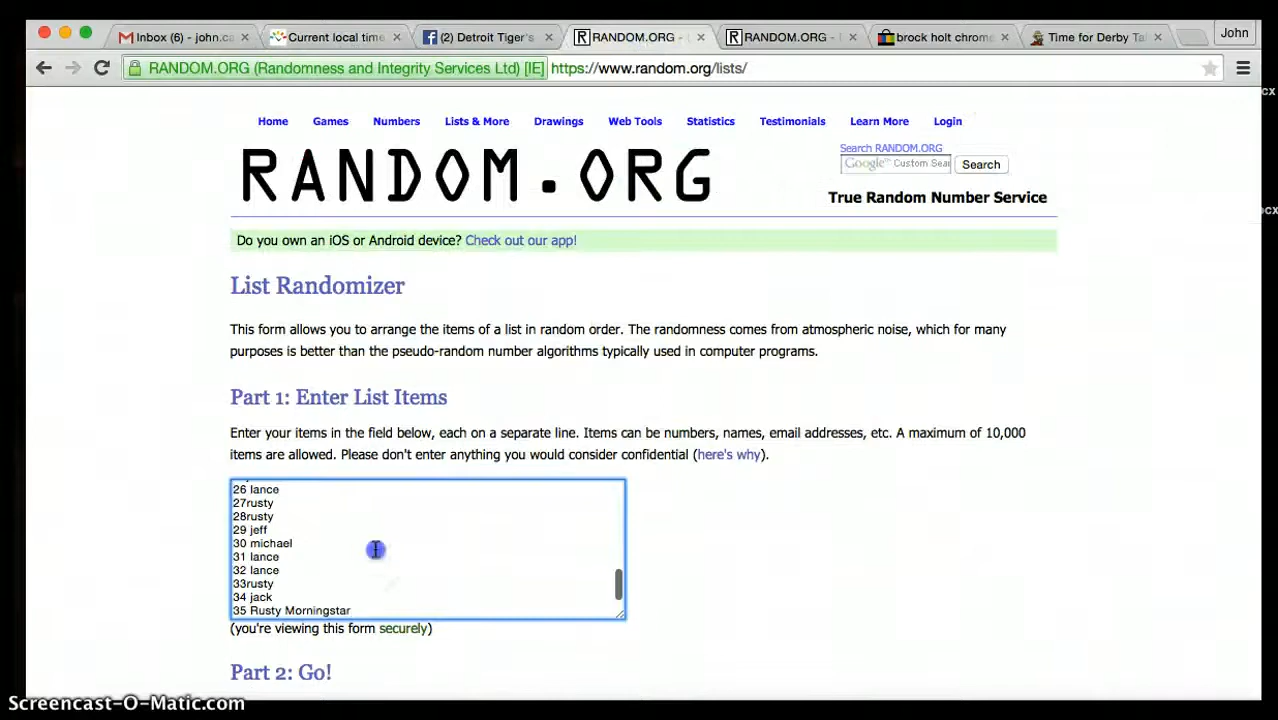 Inbox (6) - john.ca
Current local time
(2) Detroit Tiger's
RANDOM.ORG -
RANDOM.ORG -
brock holt chrome
Time for Derby Ta
John
RANDOM.ORG (Randomness and Integrity Services Ltd) [IE] https://www.random.org/lists/
Home Games Numbers Lists & More Drawings Web Tools Statistics Testimonials Learn More Login
Search RANDOM.ORG
Google™ Custom Sear
Search
RANDOM.ORG
True Random Number Service
Do you own an iOS or Android device? Check out our app!
List Randomizer
This form allows you to arrange the items of a list in random order. The randomness comes from atmospheric noise, which for many
purposes is better than the pseudo-random number algorithms typically used in computer programs.
Part 1: Enter List Items
Enter your items in the field below, each on a separate line. Items can be numbers, names, email addresses, etc. A maximum of 10,000
items are allowed. Please don't enter anything you would consider confidential (here's why).
26 lance
27rusty
28rusty
29 jeff
30 michael
31 lance
32 lance
33rusty
34 jack
35 Rusty Morningstar
(you're viewing this form securely)
Part 2: Go!
cx
ocx
Screencast-O-Matic.com